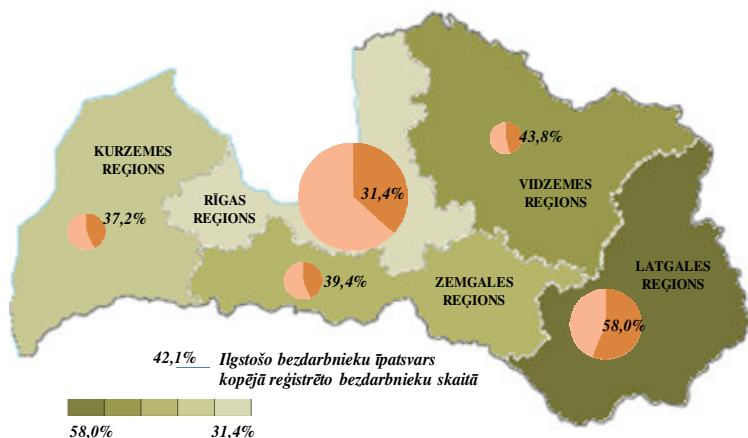 KURZEMES
REĢIONS
37,2%
RĪGAS
REĢIONS
31,4%
43,8%
VIDZEMES
REĢIONS
39,4%
ZEMGALES
REĢIONS
LATGALES
REĢIONS
58,0%
42,1% Ilgstošo bezdarbnieku īpatsvars
kopējā reģistrēto bezdarbnieku skaitā
58,0% 31,4%